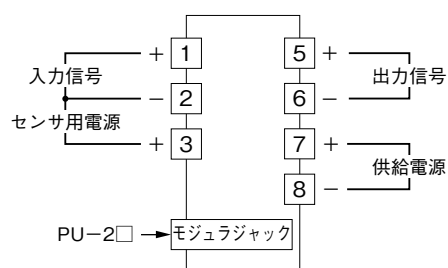 + 1
入力信号
- 2
センサ用電源
+ 3
5 +
出力信号
6 -
7 +
供給電源
8 -
PU-2□
モジュラジャック